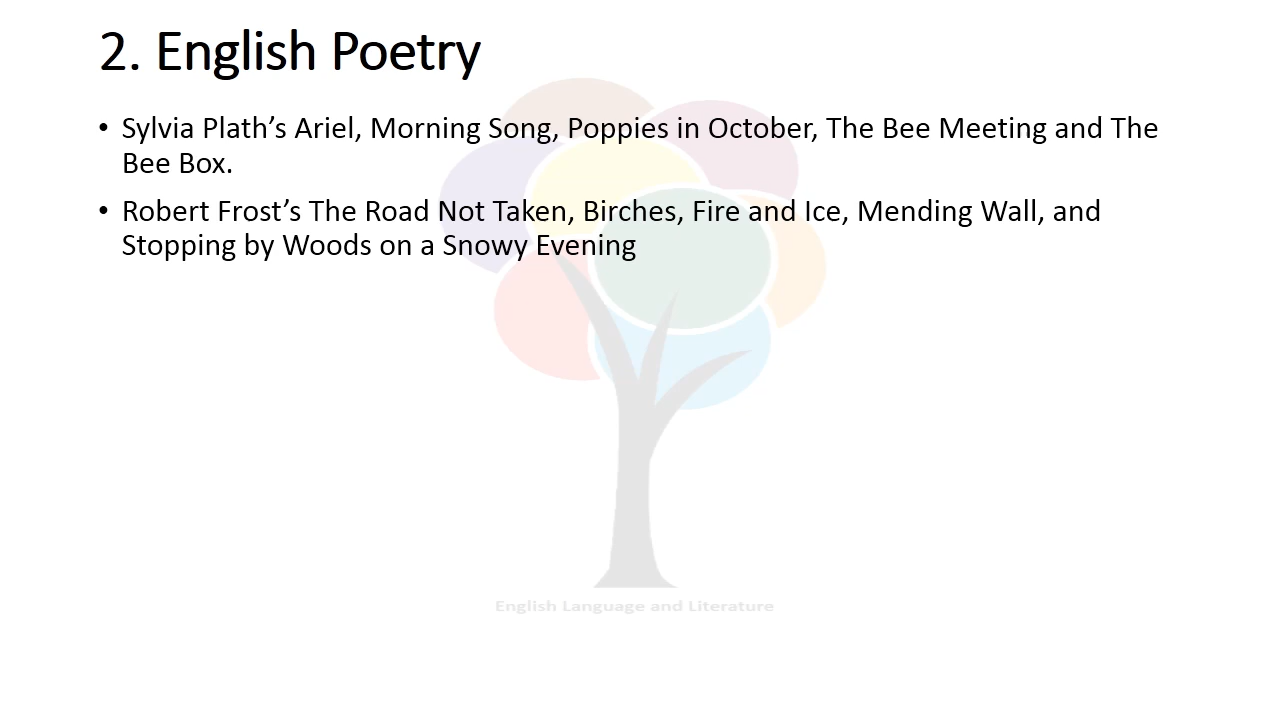 2. English Poetry
• Sylvia Plath’s Ariel, Morning Song, Poppies in October, The Bee Meeting and The
Bee Box.
• Robert Frost’s The Road Not Taken, Birches, Fire and Ice, Mending Wall, and
Stopping by Woods on a Snowy Evening
English Language and Literature